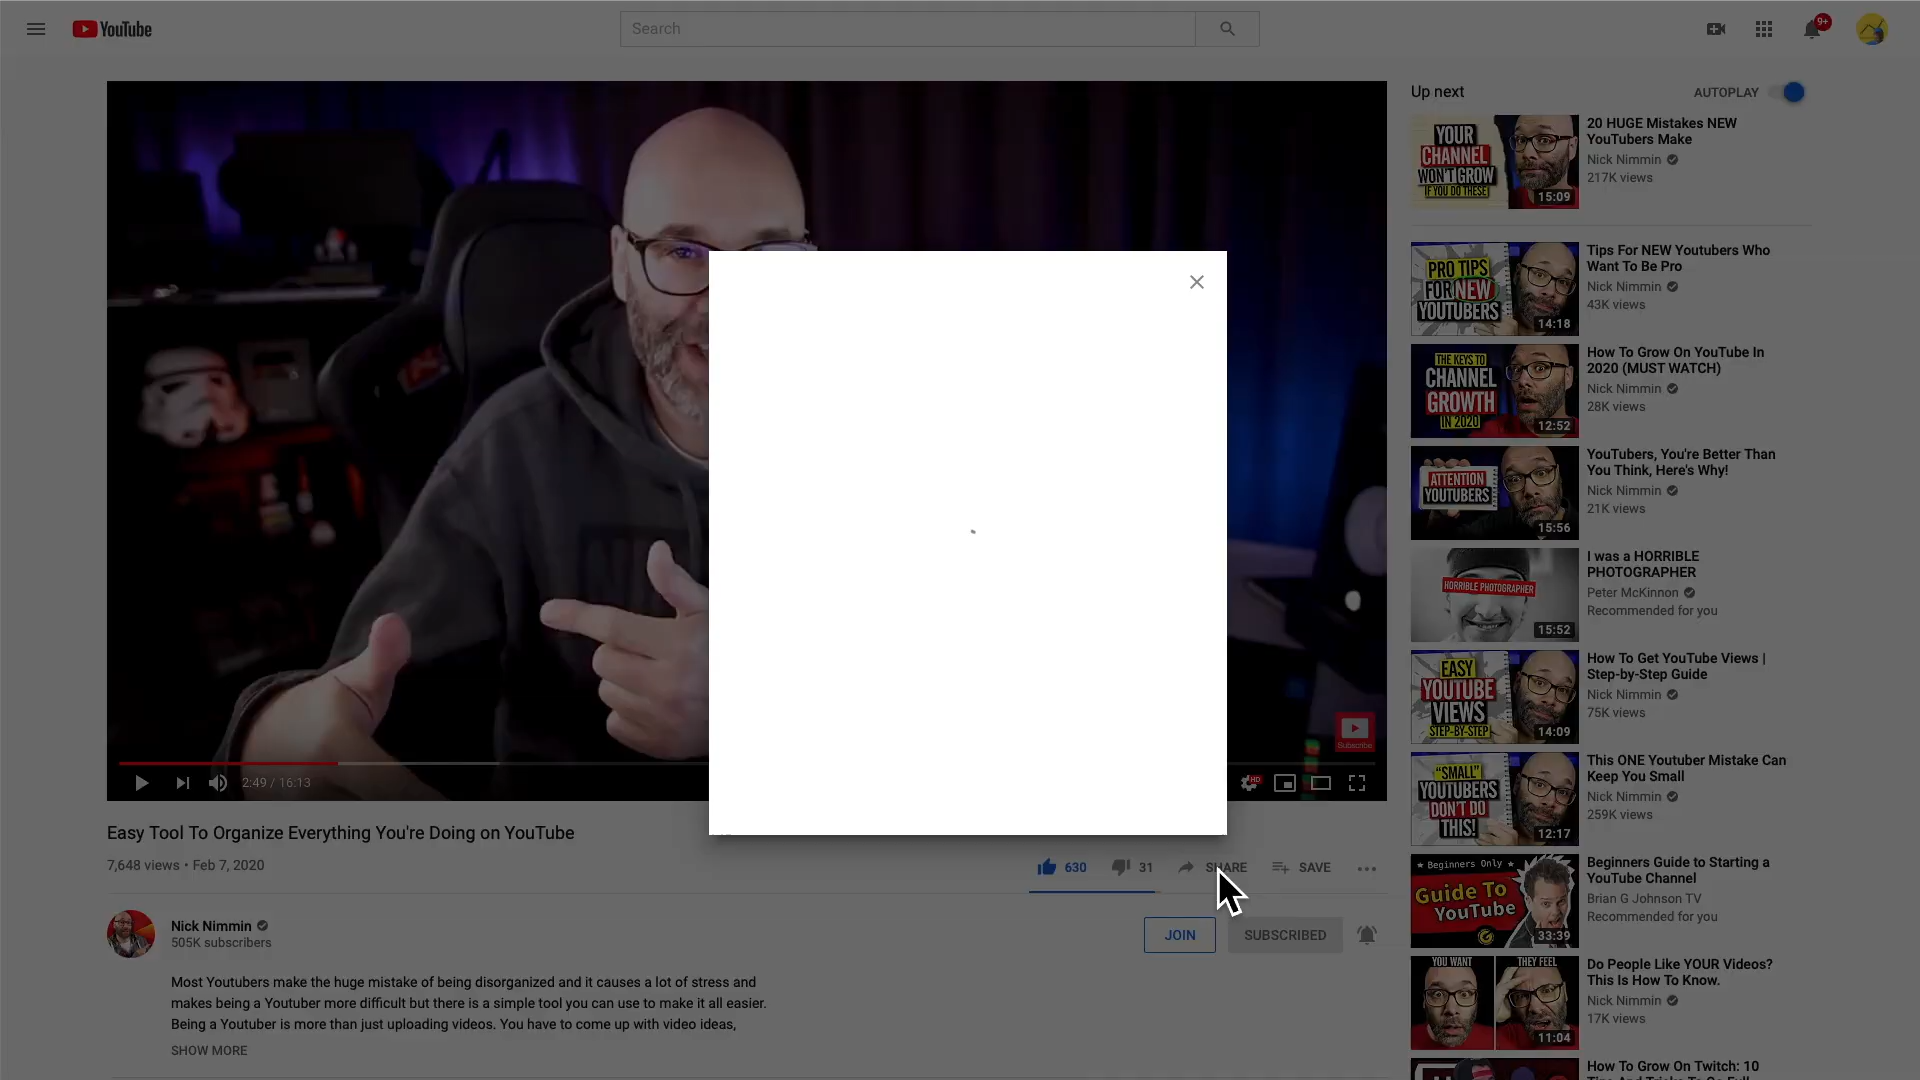 YouTube
Search
9+
Up next
AUTOPLAY
YOUR
CHANNEL
WON'T GROW
IF YOU DO THESE
15:09
20 HUGE Mistakes NEW
YouTubers Make
Nick Nimmin
217K views
PRO TIPS
FOR NEW
YOUTUBERS
14:18
Tips For NEW Youtubers Who
Want To Be Pro
Nick Nimmin
43K views
THE KEYS TO
CHANNEL
GROWTH
IN 2020
12:52
How To Grow On YouTube In
2020 (MUST WATCH)
Nick Nimmin
28K views
ATTENTION
YOUTUBERS
15:56
YouTubers, You're Better Than
You Think, Here's Why!
Nick Nimmin
21K views
HORRIBLE PHOTOGRAPHER
15:52
I was a HORRIBLE
PHOTOGRAPHER
Peter McKinnon
Recommended for you
EASY
YOUTUBE
VIEWS
STEP-BY-STEP
14:09
How To Get YouTube Views |
Step-by-Step Guide
Nick Nimmin
75K views
"SMALL"
YOUTUBERS
DON'T DO
THIS!
12:17
This ONE Youtuber Mistake Can
Keep You Small
Nick Nimmin
259K views
★ Beginners Only ★
Guide To
YouTube
33:39
Beginners Guide to Starting a
YouTube Channel
Brian G Johnson TV
Recommended for you
YOU WANT
THEY FEEL
11:04
Do People Like YOUR Videos?
This Is How To Know.
Nick Nimmin
17K views
How To Grow On Twitch: 10
Subscribe
2:49 / 16:13
HD
Easy Tool To Organize Everything You're Doing on YouTube
7,648 views • Feb 7, 2020
630
31
SHARE
SAVE
Nick Nimmin
505K subscribers
JOIN
SUBSCRIBED
Most Youtubers make the huge mistake of being disorganized and it causes a lot of stress and
makes being a Youtuber more difficult but there is a simple tool you can use to make it all easier.
Being a Youtuber is more than just uploading videos. You have to come up with video ideas,
SHOW MORE